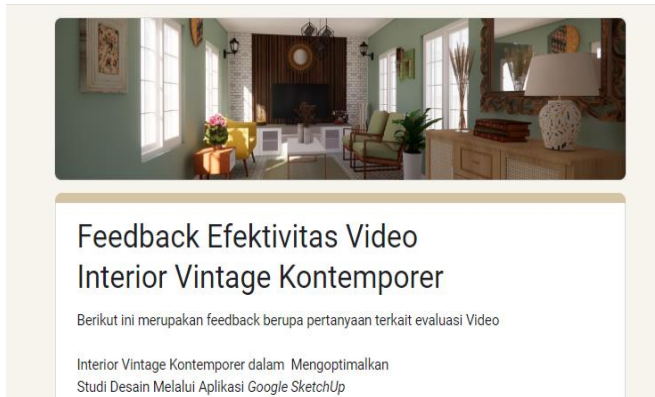 Feedback Efektivitas Video
Interior Vintage Kontemporer
Berikut ini merupakan feedback berupa pertanyaan terkait evaluasi Video
Interior Vintage Kontemporer dalam Mengoptimalkan
Studi Desain Melalui Aplikasi Google SketchUp